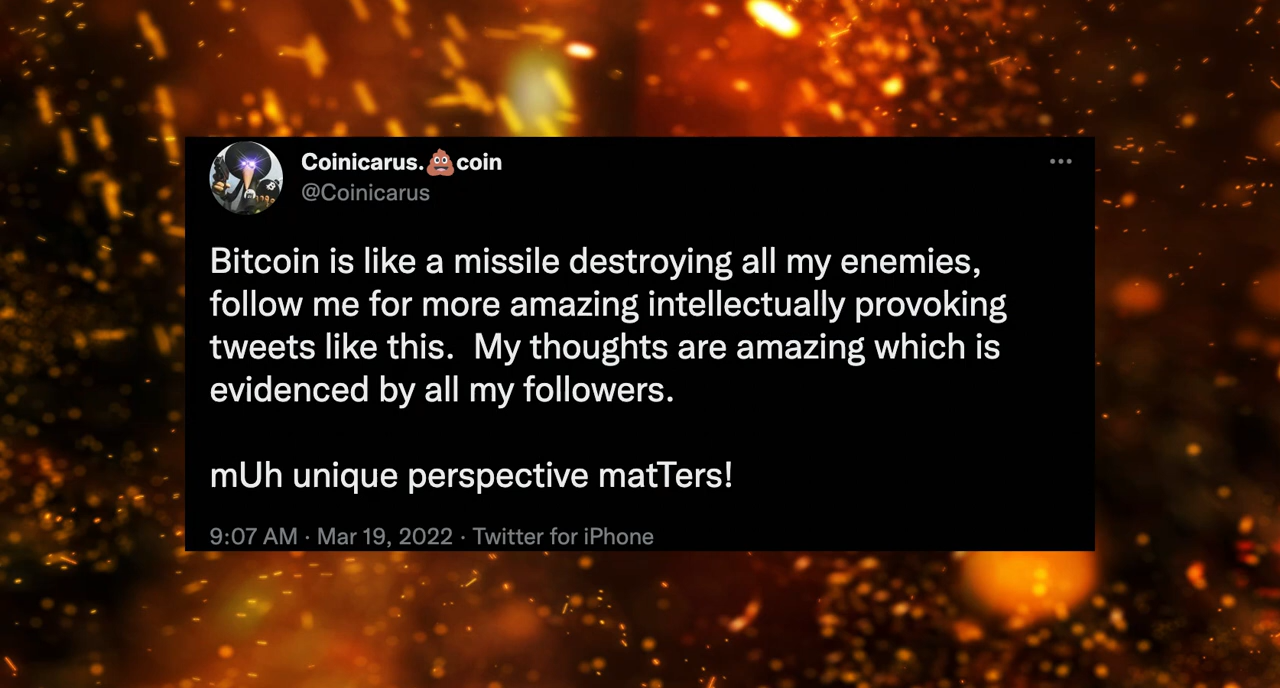 Coinicarus.💩coin
@Coinicarus
Bitcoin is like a missile destroying all my enemies,
follow me for more amazing intellectually provoking
tweets like this.  My thoughts are amazing which is
evidenced by all my followers.
mUh unique perspective matTers!
9:07 AM · Mar 19, 2022 · Twitter for iPhone